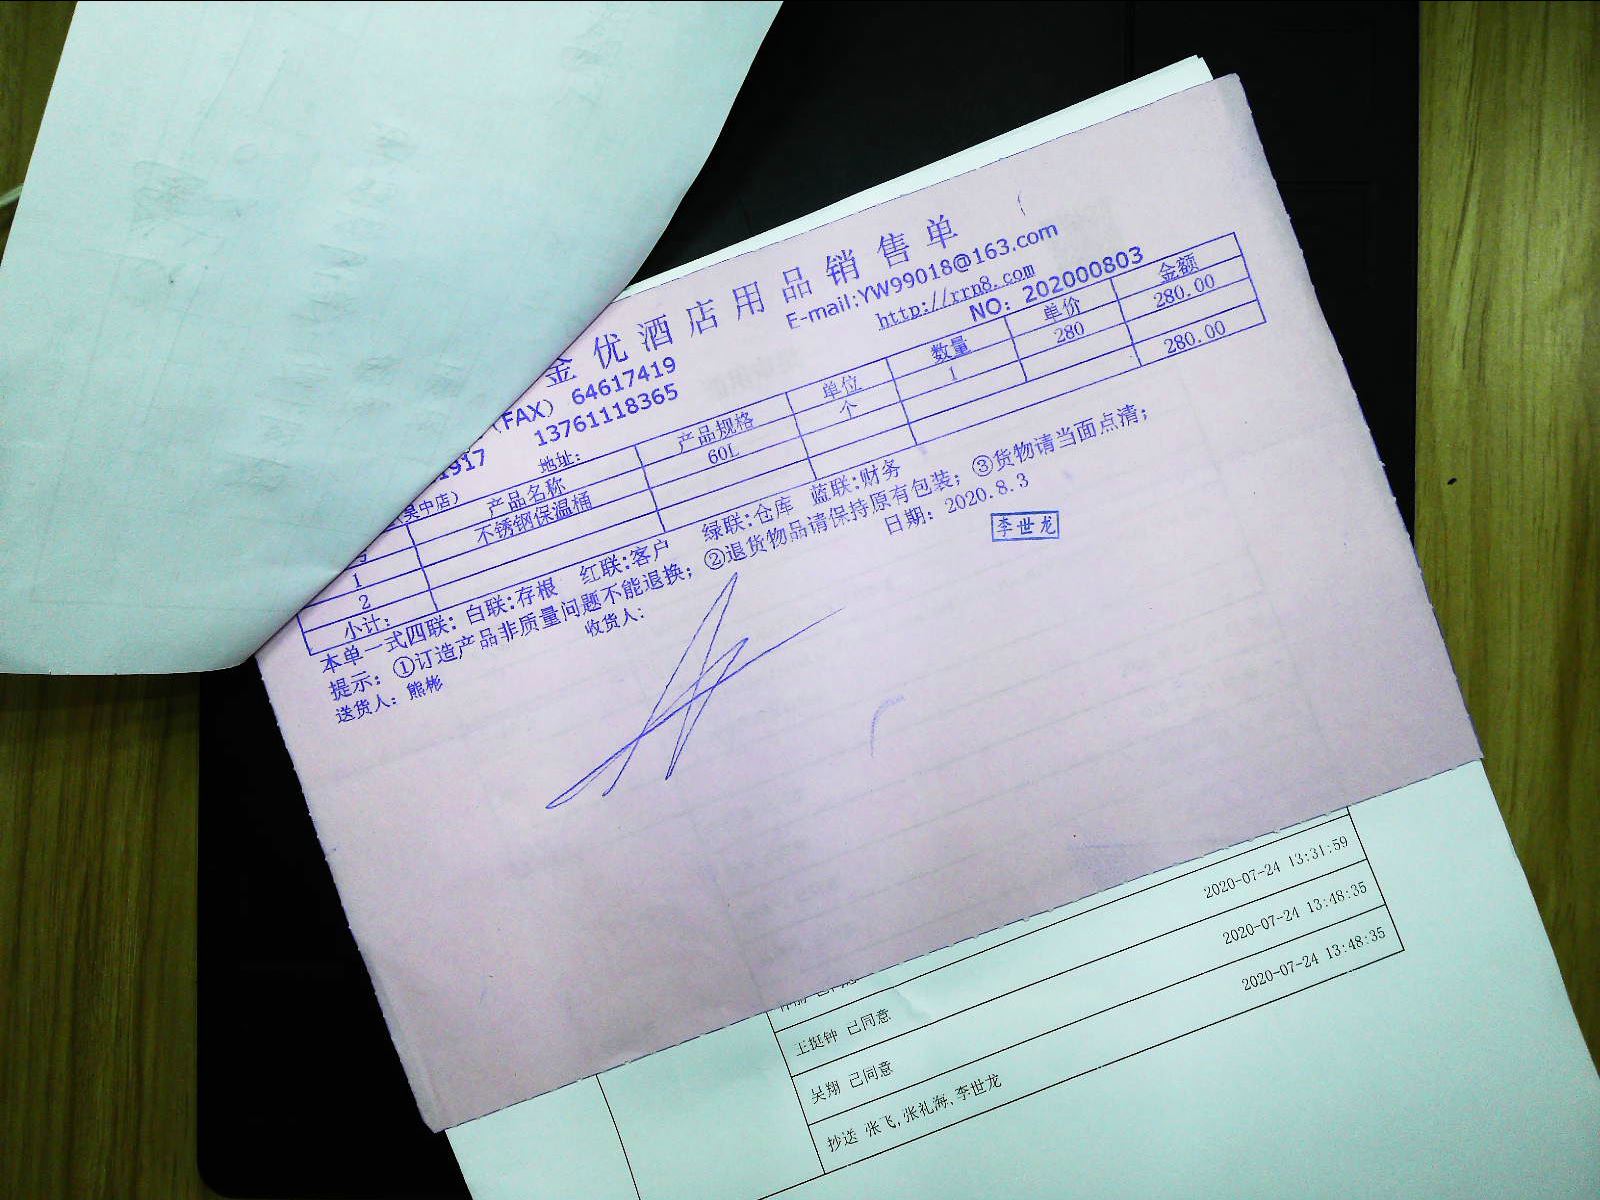 金优酒店用品销售单
(FAX) 64617419 E-mail:YW99018@163.com
13761118365 http://rrn8.com
1917 地址: NO: 202000803
(吴中店)
产品名称 产品规格 单位 数量 单价 金额
1 不锈钢保温桶 60L 个 1 280 280.00
2
小计: 280.00
本单一式四联: 白联:存根 红联:客户 绿联:仓库 蓝联:财务
提示: ①订造产品非质量问题不能退换; ②退货物品请保持原有包装; ③货物请当面点清;
送货人: 熊彬 收货人: 日期: 2020.8.3
李世龙
2020-07-24 13:31:59
王挺钟 已同意 2020-07-24 13:48:35
吴翔 已同意 2020-07-24 13:48:35
抄送 张飞,张礼海,李世龙